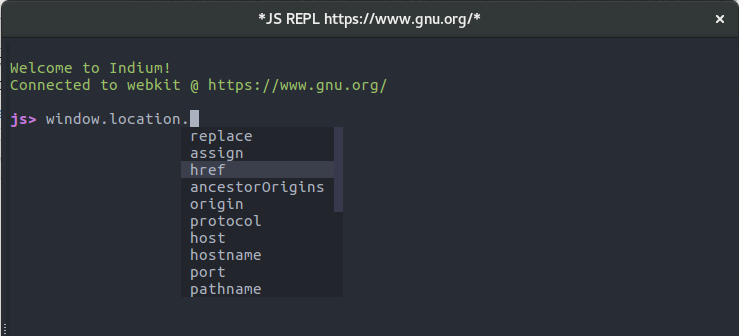 *JS REPL https://www.gnu.org/*
×
Welcome to Indium!
Connected to webkit @ https://www.gnu.org/
js> window.location.
replace
assign
href
ancestorOrigins
origin
protocol
host
hostname
port
pathname